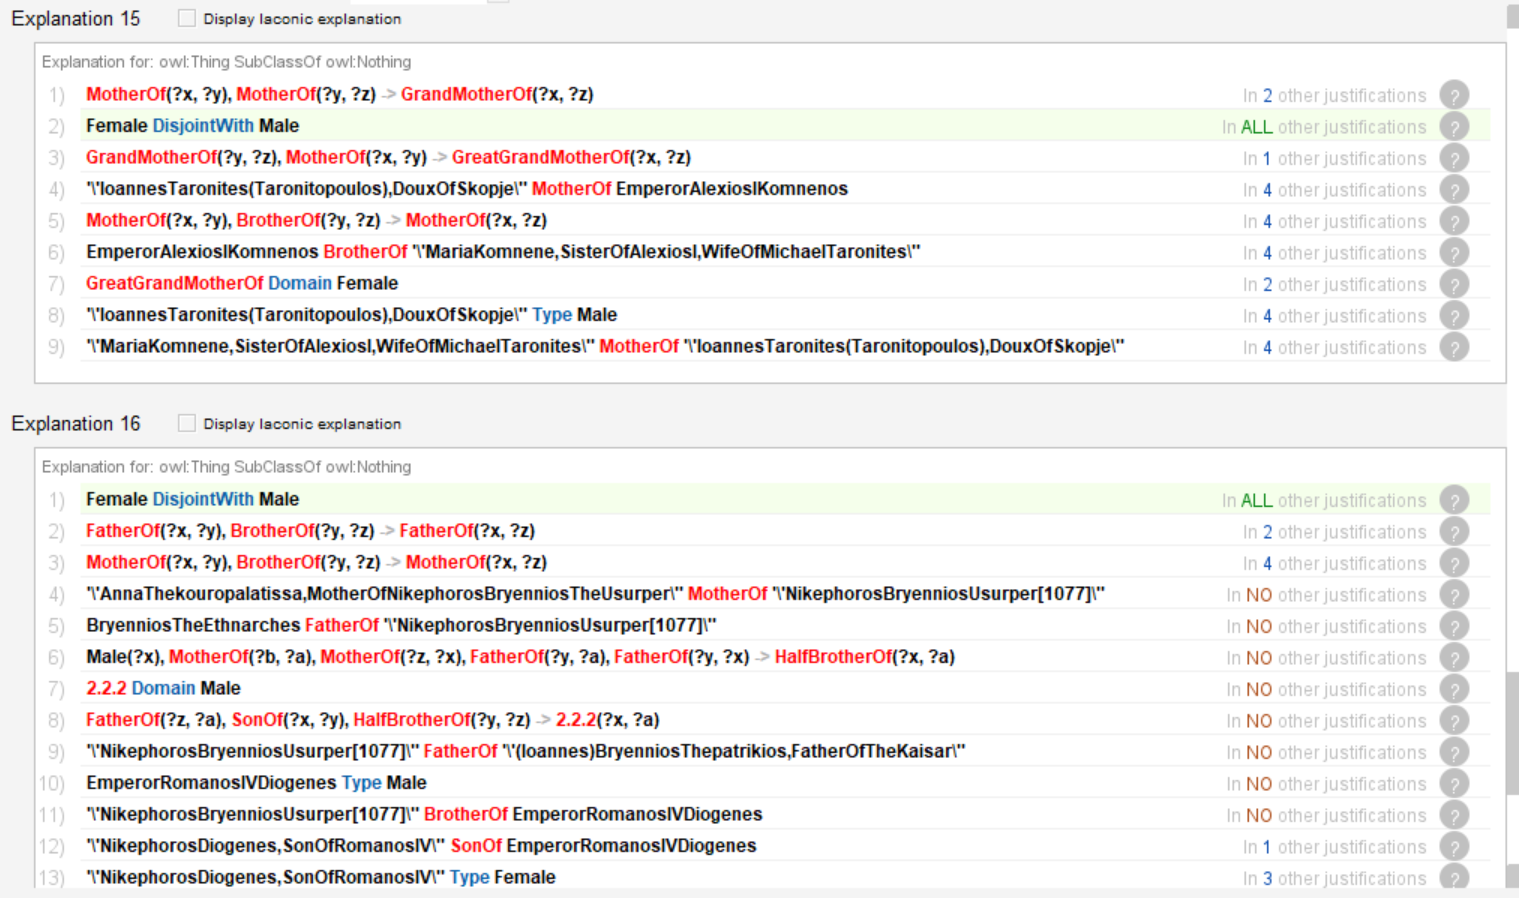 Explanation 15 Display laconic explanation
Explanation for: owl:Thing SubClassOf owl:Nothing
1) MotherOf(?x, ?y), MotherOf(?y, ?z) -> GrandMotherOf(?x, ?z) In 2 other justifications ?
2) Female DisjointWith Male In ALL other justifications ?
3) GrandMotherOf(?y, ?z), MotherOf(?x, ?y) -> GreatGrandMotherOf(?x, ?z) In 1 other justifications ?
4) '\'IoannesTaronites(Taronitopoulos),DouxOfSkopje\'' MotherOf EmperorAlexiosIKomnenos In 4 other justifications ?
5) MotherOf(?x, ?y), BrotherOf(?y, ?z) -> MotherOf(?x, ?z) In 4 other justifications ?
6) EmperorAlexiosIKomnenos BrotherOf '\'MariaKomnene,SisterOfAlexiosI,WifeOfMichaelTaronites\'' In 4 other justifications ?
7) GreatGrandMotherOf Domain Female In 2 other justifications ?
8) '\'IoannesTaronites(Taronitopoulos),DouxOfSkopje\'' Type Male In 4 other justifications ?
9) '\'MariaKomnene,SisterOfAlexiosI,WifeOfMichaelTaronites\'' MotherOf '\'IoannesTaronites(Taronitopoulos),DouxOfSkopje\'' In 4 other justifications ?
Explanation 16 Display laconic explanation
Explanation for: owl:Thing SubClassOf owl:Nothing
1) Female DisjointWith Male In ALL other justifications ?
2) FatherOf(?x, ?y), BrotherOf(?y, ?z) -> FatherOf(?x, ?z) In 2 other justifications ?
3) MotherOf(?x, ?y), BrotherOf(?y, ?z) -> MotherOf(?x, ?z) In 4 other justifications ?
4) '\'AnnaThekouropalatissa,MotherOfNikephorosBryenniosTheUsurper\'' MotherOf '\'NikephorosBryenniosUsurper[1077]\'' In NO other justifications ?
5) BryenniosTheEthnarches FatherOf '\'NikephorosBryenniosUsurper[1077]\'' In NO other justifications ?
6) Male(?x), MotherOf(?b, ?a), MotherOf(?z, ?x), FatherOf(?y, ?a), FatherOf(?y, ?x) -> HalfBrotherOf(?x, ?a) In NO other justifications ?
7) 2.2.2 Domain Male In NO other justifications ?
8) FatherOf(?z, ?a), SonOf(?x, ?y), HalfBrotherOf(?y, ?z) -> 2.2.2(?x, ?a) In NO other justifications ?
9) '\'NikephorosBryenniosUsurper[1077]\'' FatherOf '\'(Ioannes)BryenniosThepatrikios,FatherOfTheKaisar\'' In NO other justifications ?
10) EmperorRomanosIVDiogenes Type Male In NO other justifications ?
11) '\'NikephorosBryenniosUsurper[1077]\'' BrotherOf EmperorRomanosIVDiogenes In NO other justifications ?
12) '\'NikephorosDiogenes,SonOfRomanosIV\'' SonOf EmperorRomanosIVDiogenes In 1 other justifications ?
13) '\'NikephorosDiogenes,SonOfRomanosIV\'' Type Female In 3 other justifications ?